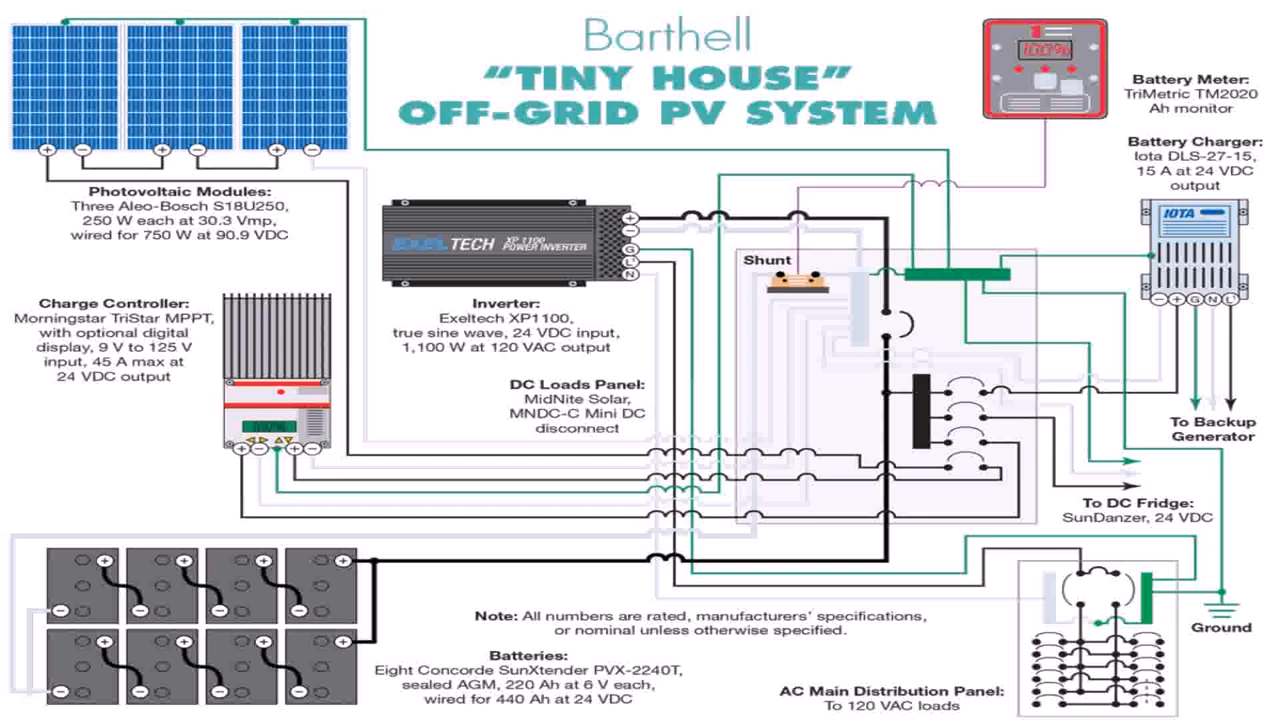 Barthell
“TINY HOUSE”
OFF-GRID PV SYSTEM
100%
Battery Meter:
TriMetric TM2020
Ah monitor
Battery Charger:
Iota DLS-27-15,
15 A at 24 VDC
output
IOTA
− + G N L
+ − + − + −
Photovoltaic Modules:
Three Aleo-Bosch S18U250,
250 W each at 30.3 Vmp,
wired for 750 W at 90.9 VDC
EXELTECH XP 1100
POWER INVERTER
+
−
G
L
N
Inverter:
Exeltech XP1100,
true sine wave, 24 VDC input,
1,100 W at 120 VAC output
Shunt
Charge Controller:
Morningstar TriStar MPPT,
with optional digital
display, 9 V to 125 V
input, 45 A max at
24 VDC output
100%
+ − + −
DC Loads Panel:
MidNite Solar,
MNDC-C Mini DC
disconnect
To Backup
Generator
To DC Fridge:
SunDanzer, 24 VDC
+ + + +
− − − −
+ + + +
− − − −
Note: All numbers are rated, manufacturers’ specifications,
or nominal unless otherwise specified.
Ground
Batteries:
Eight Concorde SunXtender PVX-2240T,
sealed AGM, 220 Ah at 6 V each,
wired for 440 Ah at 24 VDC
AC Main Distribution Panel:
To 120 VAC loads